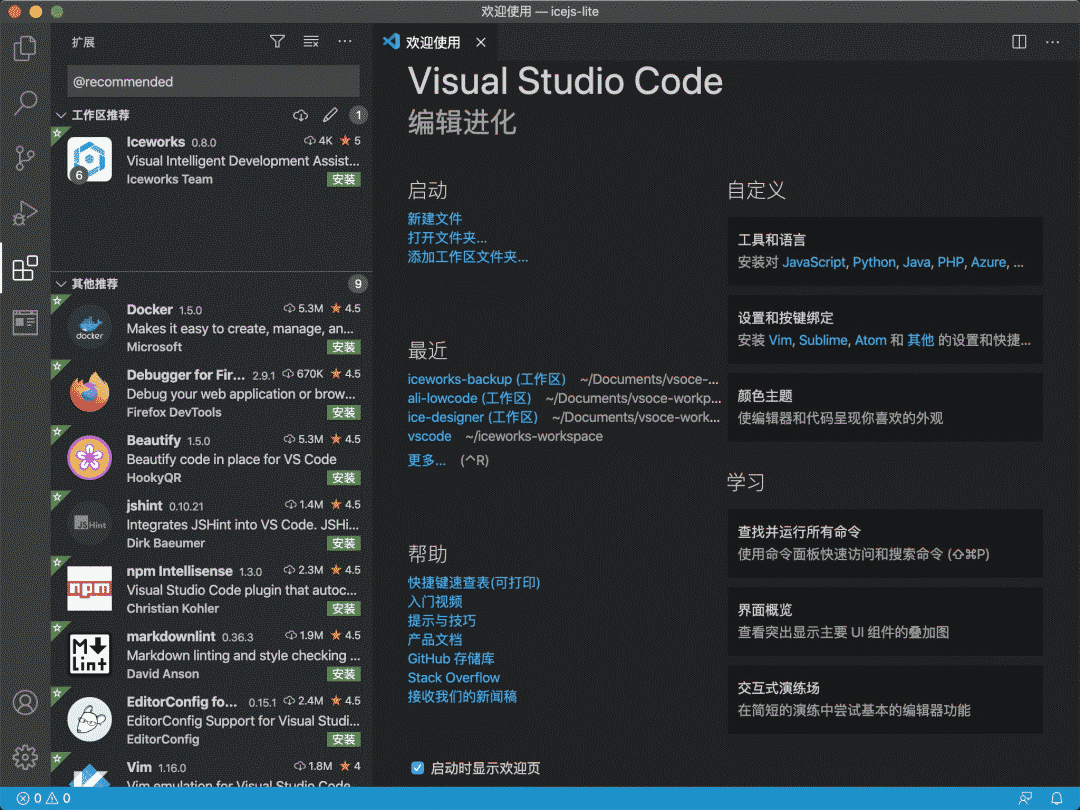 欢迎使用 — icejs-lite
扩展
@recommended
工作区推荐
1
Iceworks 0.8.0 4K 5
Visual Intelligent Development Assist...
Iceworks Team 安装
6
其他推荐
9
Docker 1.5.0 5.3M 4.5
Makes it easy to create, manage, an...
Microsoft 安装
docker
Debugger for Fir... 2.9.1 670K 4.5
Debug your web application or brow...
Firefox DevTools 安装
Beautify 1.5.0 5.3M 4.5
Beautify code in place for VS Code
HookyQR 安装
jshint 0.10.21 1.4M 4.5
Integrates JSHint into VS Code. JSHi...
Dirk Baeumer 安装
JSHint
npm Intellisense 1.3.0 2.3M 4.5
Visual Studio Code plugin that autoc...
Christian Kohler 安装
npm
markdownlint 0.36.3 1.9M 4.5
Markdown linting and style checking ...
David Anson 安装
M Lint
EditorConfig fo... 0.15.1 2.4M 4.5
EditorConfig Support for Visual Studi...
EditorConfig 安装
Vim 1.16.0 1.8M 4
Vim emulation for Visual Studio Code
0 0
欢迎使用
Visual Studio Code
编辑进化
启动
新建文件
打开文件夹...
添加工作区文件夹...
最近
iceworks-backup (工作区) ~/Documents/vsoce-...
ali-lowcode (工作区) ~/Documents/vsoce-workp...
ice-designer (工作区) ~/Documents/vsoce-work...
vscode ~/iceworks-workspace
更多... (^R)
帮助
快捷键速查表(可打印)
入门视频
提示与技巧
产品文档
GitHub 存储库
Stack Overflow
接收我们的新闻稿
启动时显示欢迎页
自定义
工具和语言
安装对 JavaScript, Python, Java, PHP, Azure, ...
设置和按键绑定
安装 Vim, Sublime, Atom 和 其他 的设置和快捷...
颜色主题
使编辑器和代码呈现你喜欢的外观
学习
查找并运行所有命令
使用命令面板快速访问和搜索命令 (⇧⌘P)
界面概览
查看突出显示主要 UI 组件的叠加图
交互式演练场
在简短的演练中尝试基本的编辑器功能